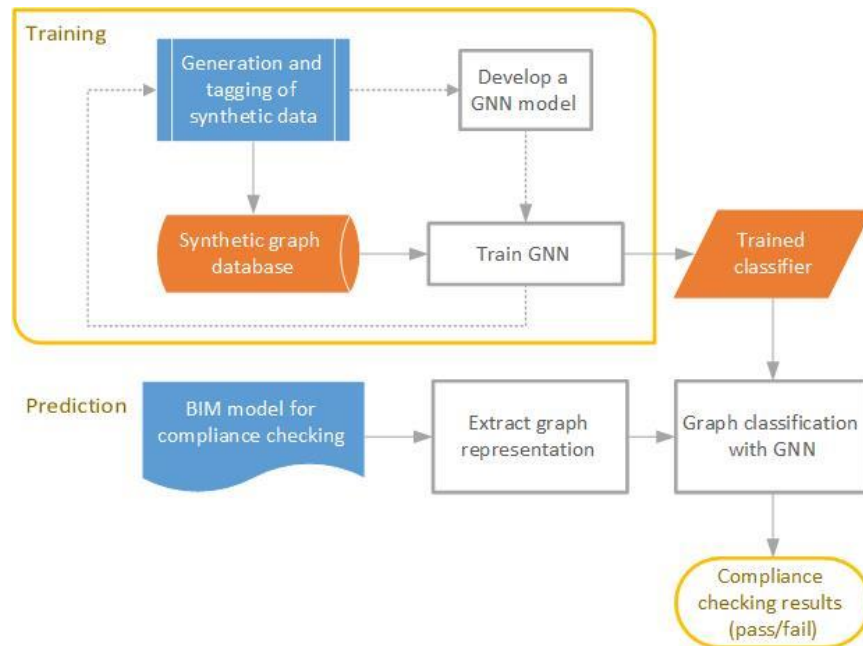 Training
Generation and
tagging of
synthetic data
Develop a
GNN model
Synthetic graph
database
Train GNN
Trained
classifier
Prediction
BIM model for
compliance checking
Extract graph
representation
Graph classification
with GNN
Compliance
checking results
(pass/fail)